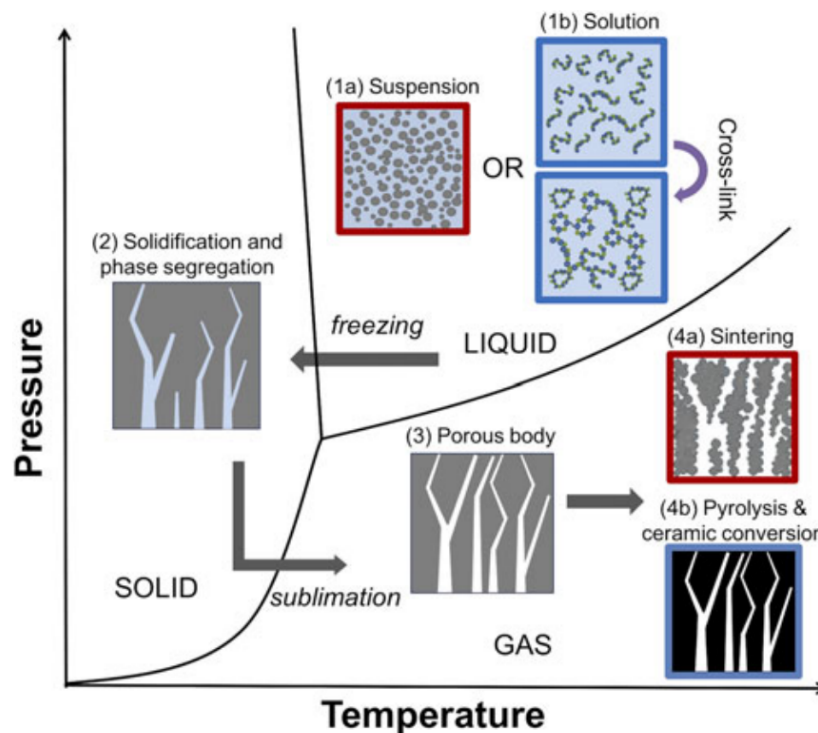 (1b) Solution
(1a) Suspension
OR
Cross-link
(2) Solidification and
phase segregation
freezing
LIQUID
(4a) Sintering
(3) Porous body
(4b) Pyrolysis &
ceramic conversion
SOLID
sublimation
GAS
Pressure
Temperature